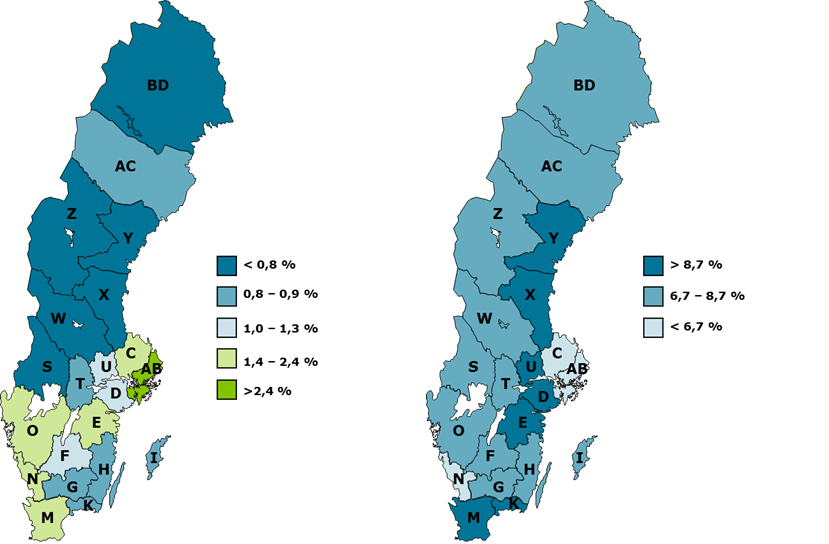 BD
AC
Z
Y
X
W
S
T
U
C
AB
D
O
E
F
N
G
H
I
K
M
< 0,8 %
0,8 – 0,9 %
1,0 – 1,3 %
1,4 – 2,4 %
>2,4 %
BD
AC
Z
Y
X
W
S
T
U
C
AB
D
O
E
F
N
G
H
I
K
M
> 8,7 %
6,7 – 8,7 %
< 6,7 %